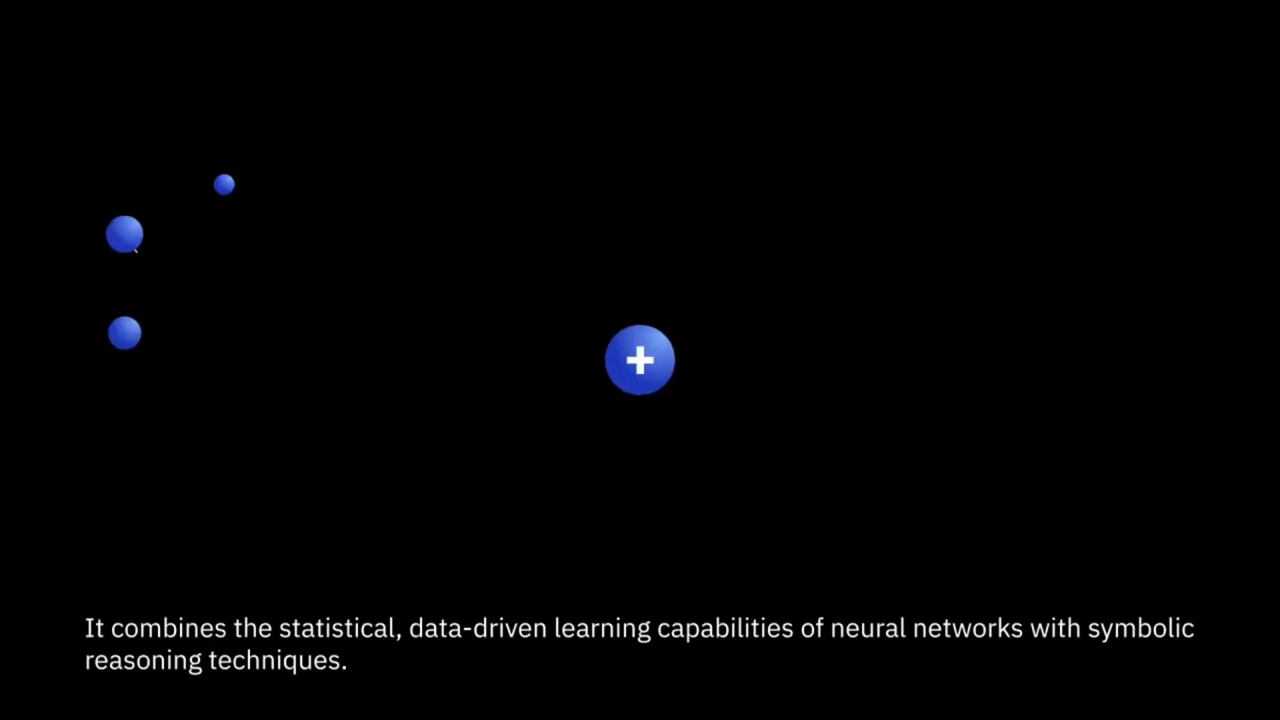 +
It combines the statistical, data-driven learning capabilities of neural networks with symbolic
reasoning techniques.